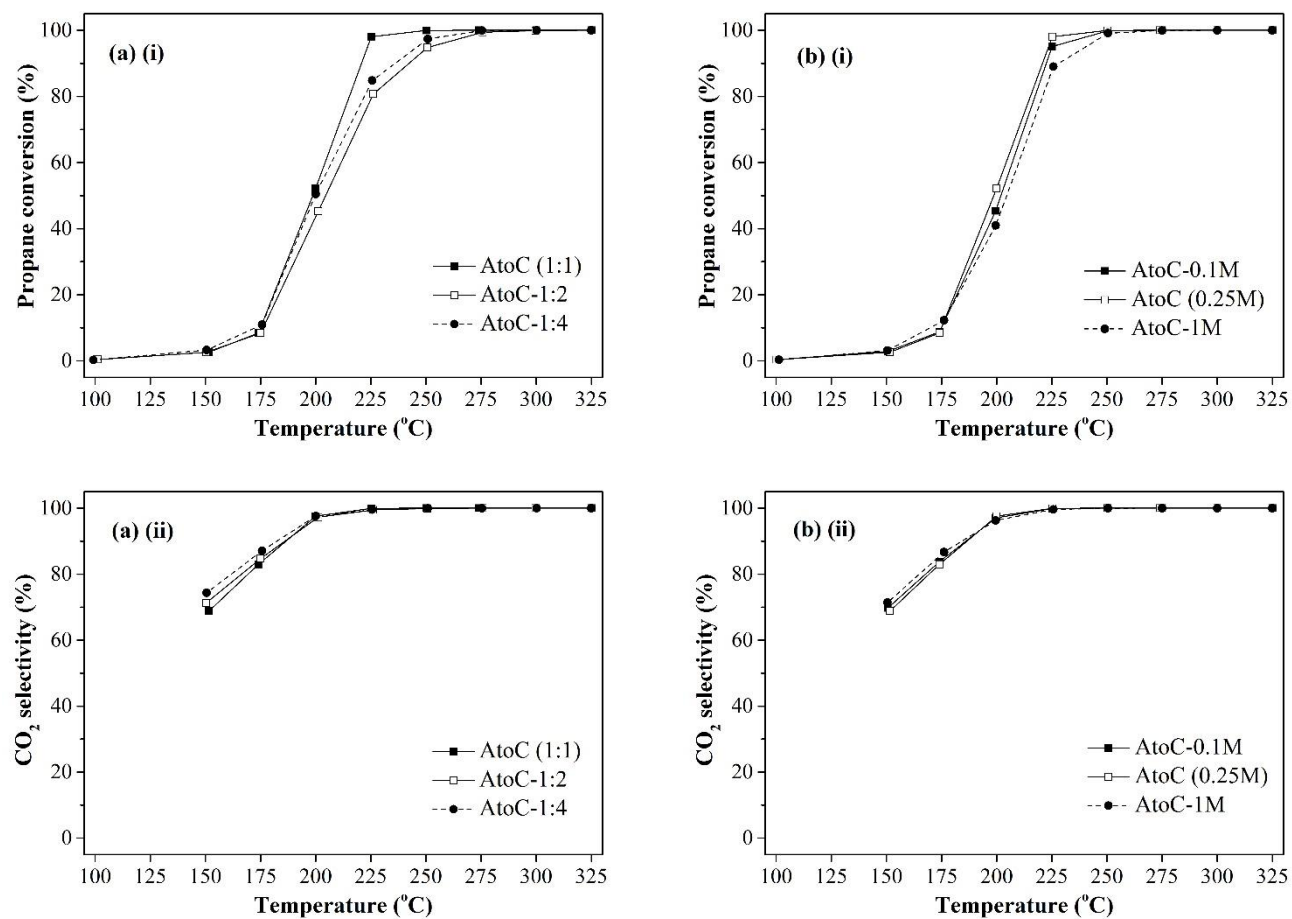 (a) (i)
Propane conversion (%)
100
80
60
40
20
0
AtoC (1:1)
AtoC-1:2
AtoC-1:4
100 125 150 175 200 225 250 275 300 325
Temperature (°C)
(b) (i)
Propane conversion (%)
100
80
60
40
20
0
AtoC-0.1M
AtoC (0.25M)
AtoC-1M
100 125 150 175 200 225 250 275 300 325
Temperature (°C)
(a) (ii)
CO₂ selectivity (%)
100
80
60
40
20
0
AtoC (1:1)
AtoC-1:2
AtoC-1:4
100 125 150 175 200 225 250 275 300 325
Temperature (°C)
(b) (ii)
CO₂ selectivity (%)
100
80
60
40
20
0
AtoC-0.1M
AtoC (0.25M)
AtoC-1M
100 125 150 175 200 225 250 275 300 325
Temperature (°C)